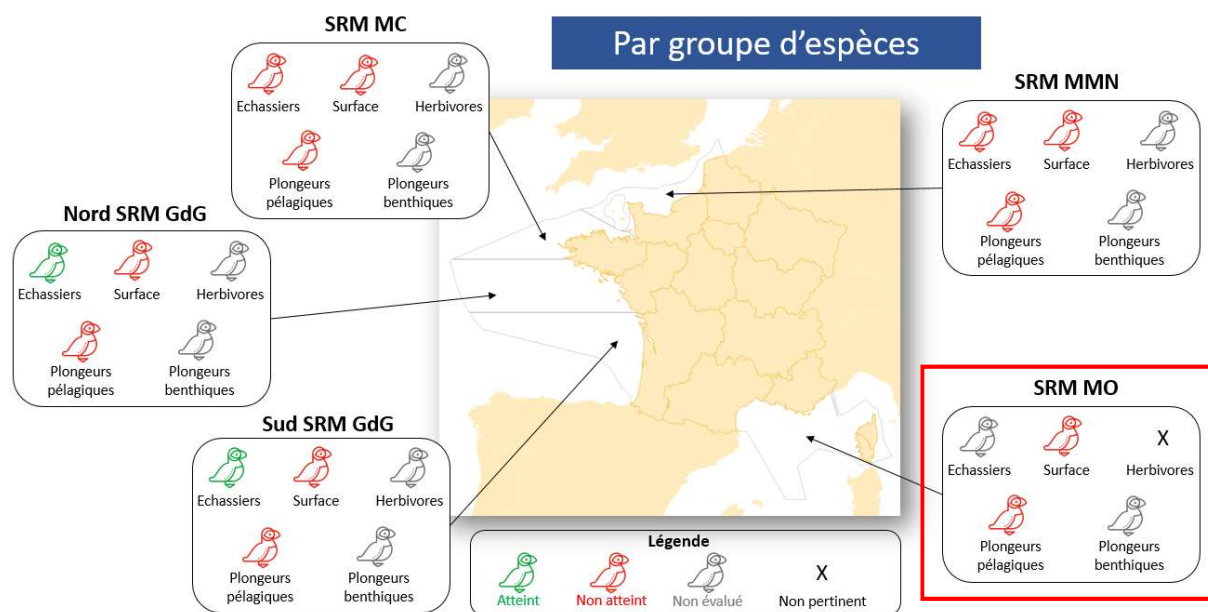 Par groupe d'espèces
SRM MC
Echassiers Surface Herbivores
Plongeurs pélagiques Plongeurs benthiques
SRM MMN
Echassiers Surface Herbivores
Plongeurs pélagiques Plongeurs benthiques
Nord SRM GdG
Echassiers Surface Herbivores
Plongeurs pélagiques Plongeurs benthiques
Sud SRM GdG
Echassiers Surface Herbivores
Plongeurs pélagiques Plongeurs benthiques
SRM MO
X
Echassiers Surface Herbivores
Plongeurs pélagiques Plongeurs benthiques
Légende
X
Atteint Non atteint Non évalué Non pertinent